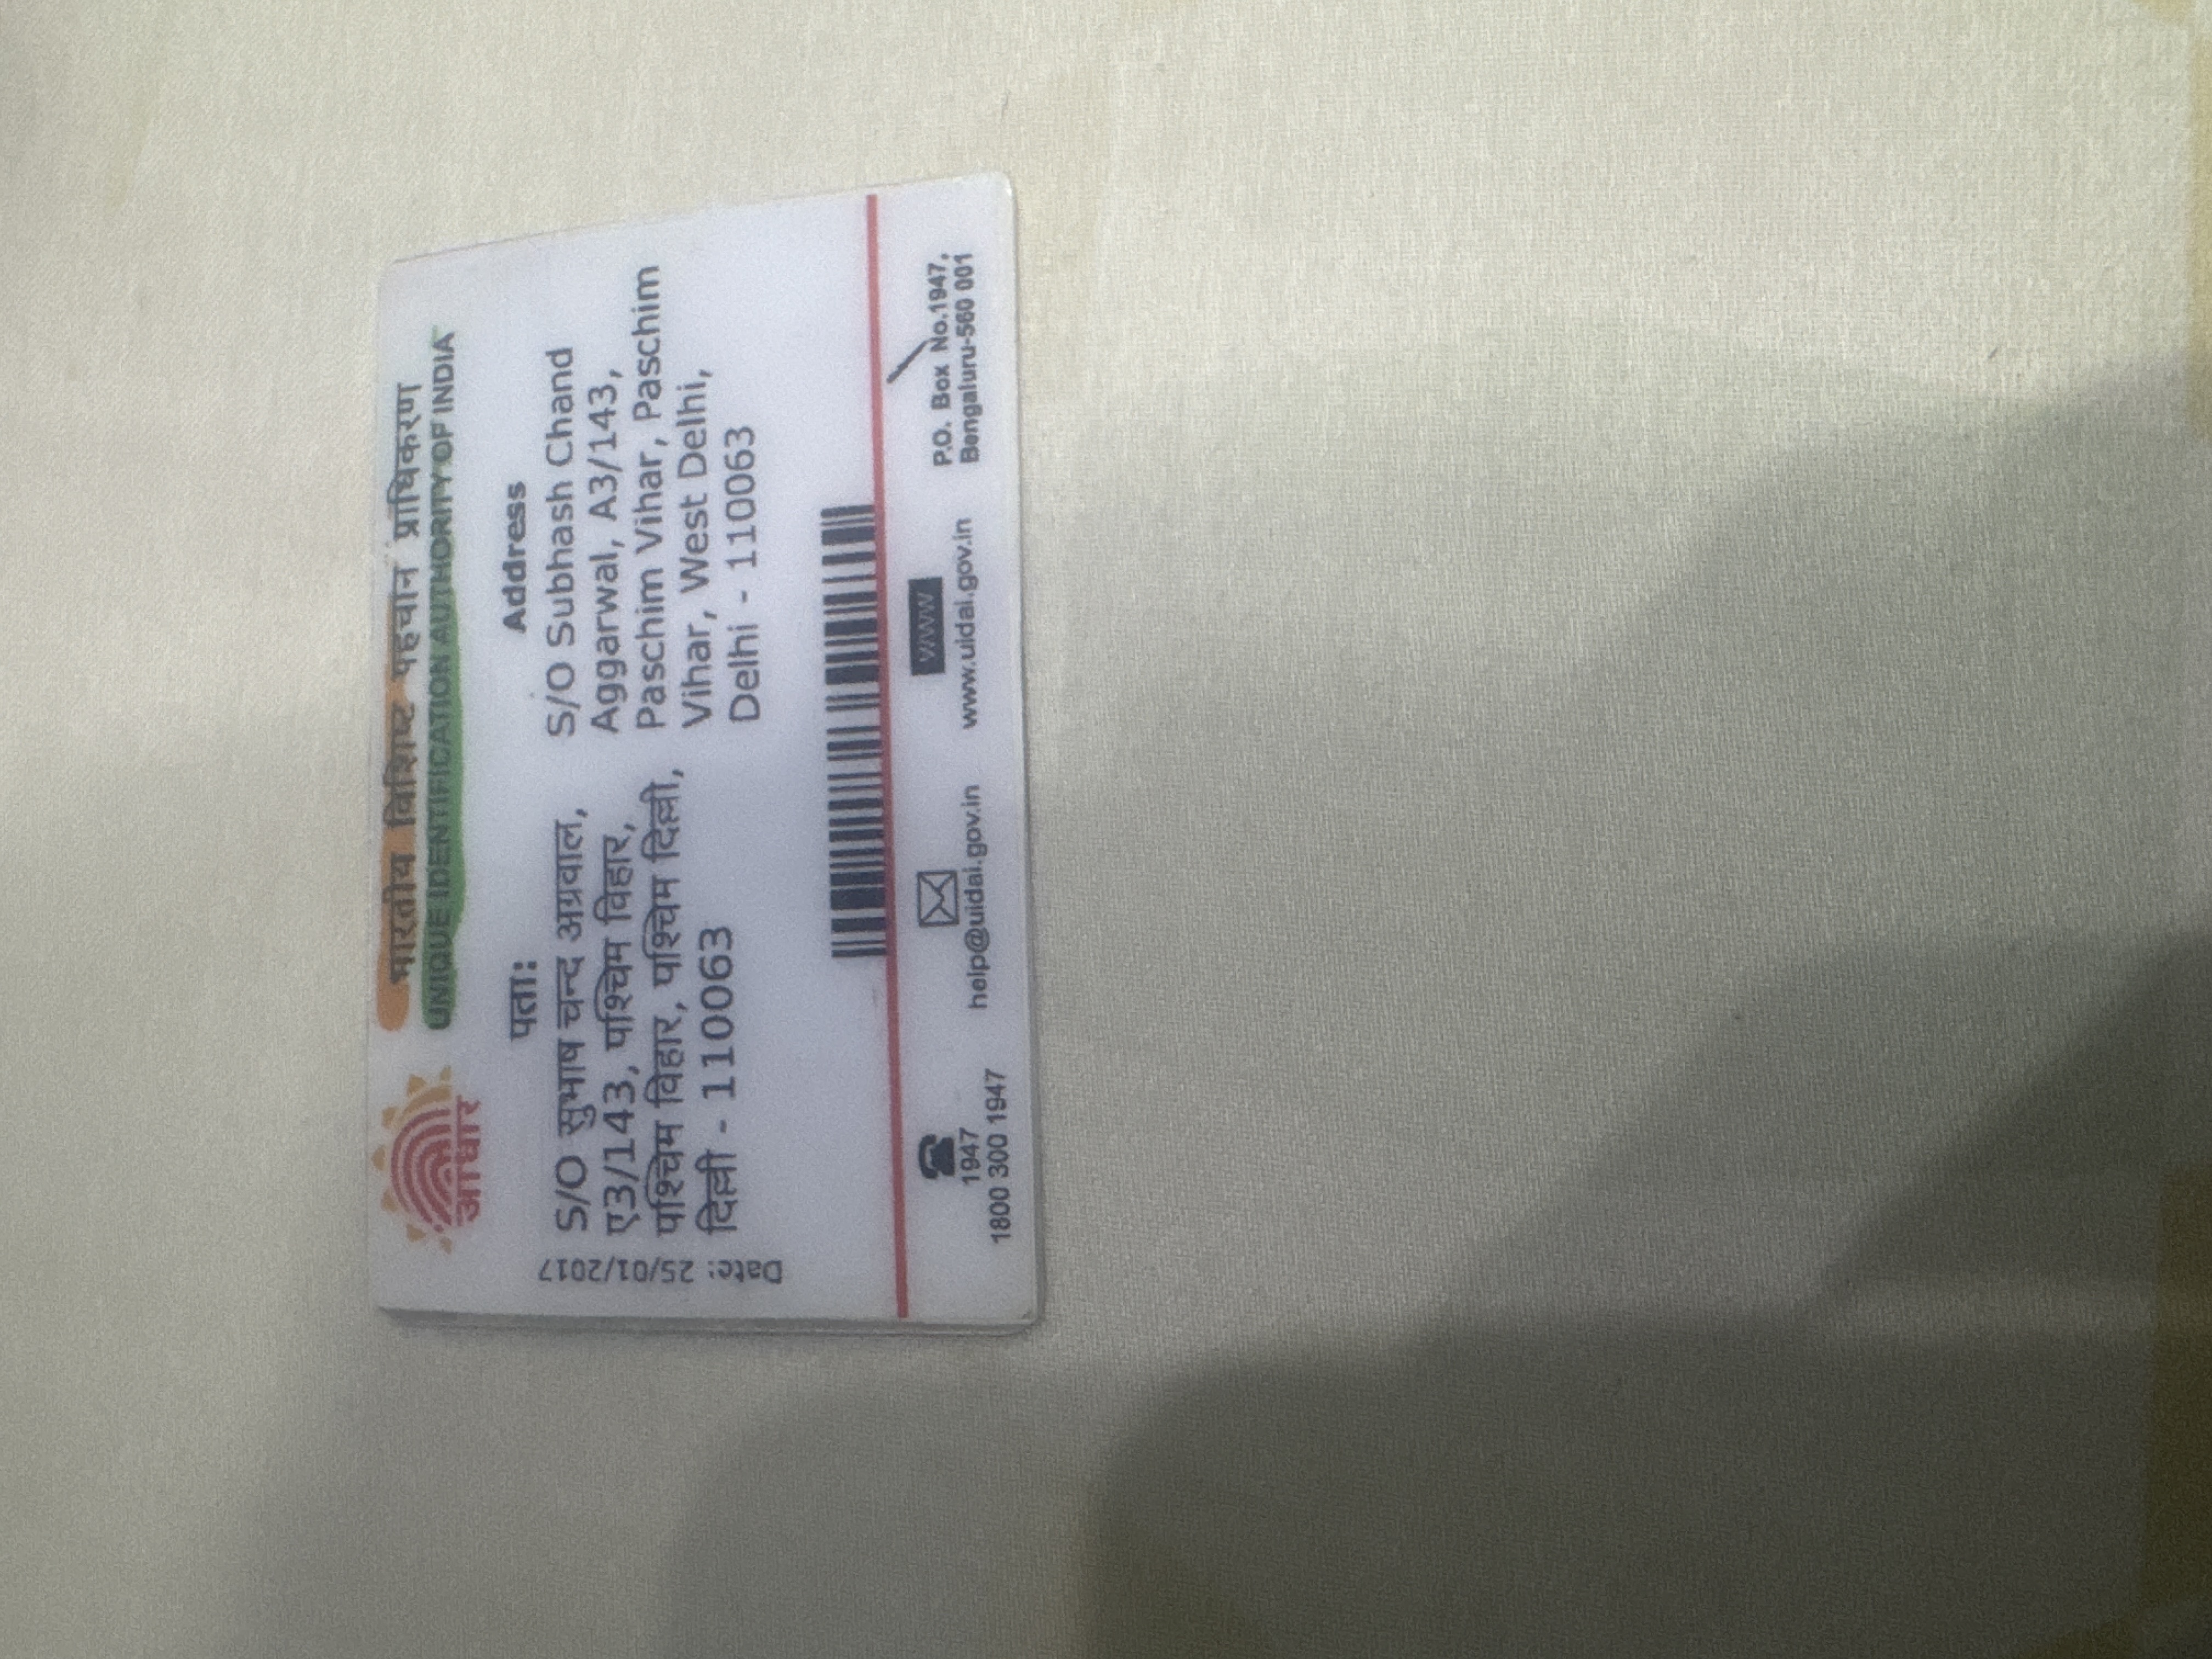 आधार
भारतीय विशिष्ट पहचान प्राधिकरण
UNIQUE IDENTIFICATION AUTHORITY OF INDIA
Date: 25/01/2017
पता:
S/O सुभाष चन्द अग्रवाल,
ए3/143, पश्चिम विहार,
पश्चिम विहार, पश्चिम दिल्ली,
दिल्ली - 110063
Address
S/O Subhash Chand
Aggarwal, A3/143,
Paschim Vihar, Paschim
Vihar, West Delhi,
Delhi - 110063
1947
1800 300 1947
help@uidai.gov.in
WWW
www.uidai.gov.in
P.O. Box No.1947,
Bengaluru-560 001